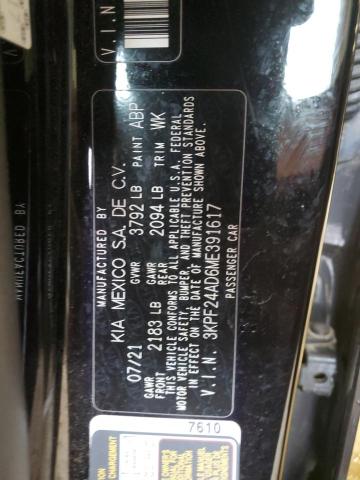 V.I.N
MANUFACTURED BY
KIA MEXICO S.A. DE C.V.
07/21 GVWR 3792 LB PAINT ABP
GAWR FRONT 2183 LB GAWR REAR 2094 LB TRIM WK
THIS VEHICLE CONFORMS TO ALL APPLICABLE U.S.A. FEDERAL
MOTOR VEHICLE SAFETY BUMPER, AND THEFT PREVENTION STANDARDS
IN EFFECT ON THE DATE OF MANUFACTURE SHOWN ABOVE.
V.I.N. 3KPF24AD6ME391617
PASSENGER CAR
7610
MANUFACTURED BY